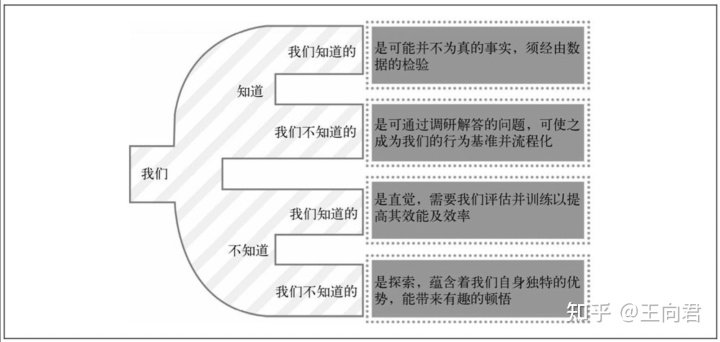 我们知道的
是可能并不为真的事实，须经由数
据的检验
知道
我们不知道的
是可通过调研解答的问题，可使之
成为我们的行为基准并流程化
我们
我们知道的
是直觉，需要我们评估并训练以提
高其效能及效率
不知道
我们不知道的
是探索，蕴含着我们自身独特的优
势，能带来有趣的顿悟
知乎 @王向君